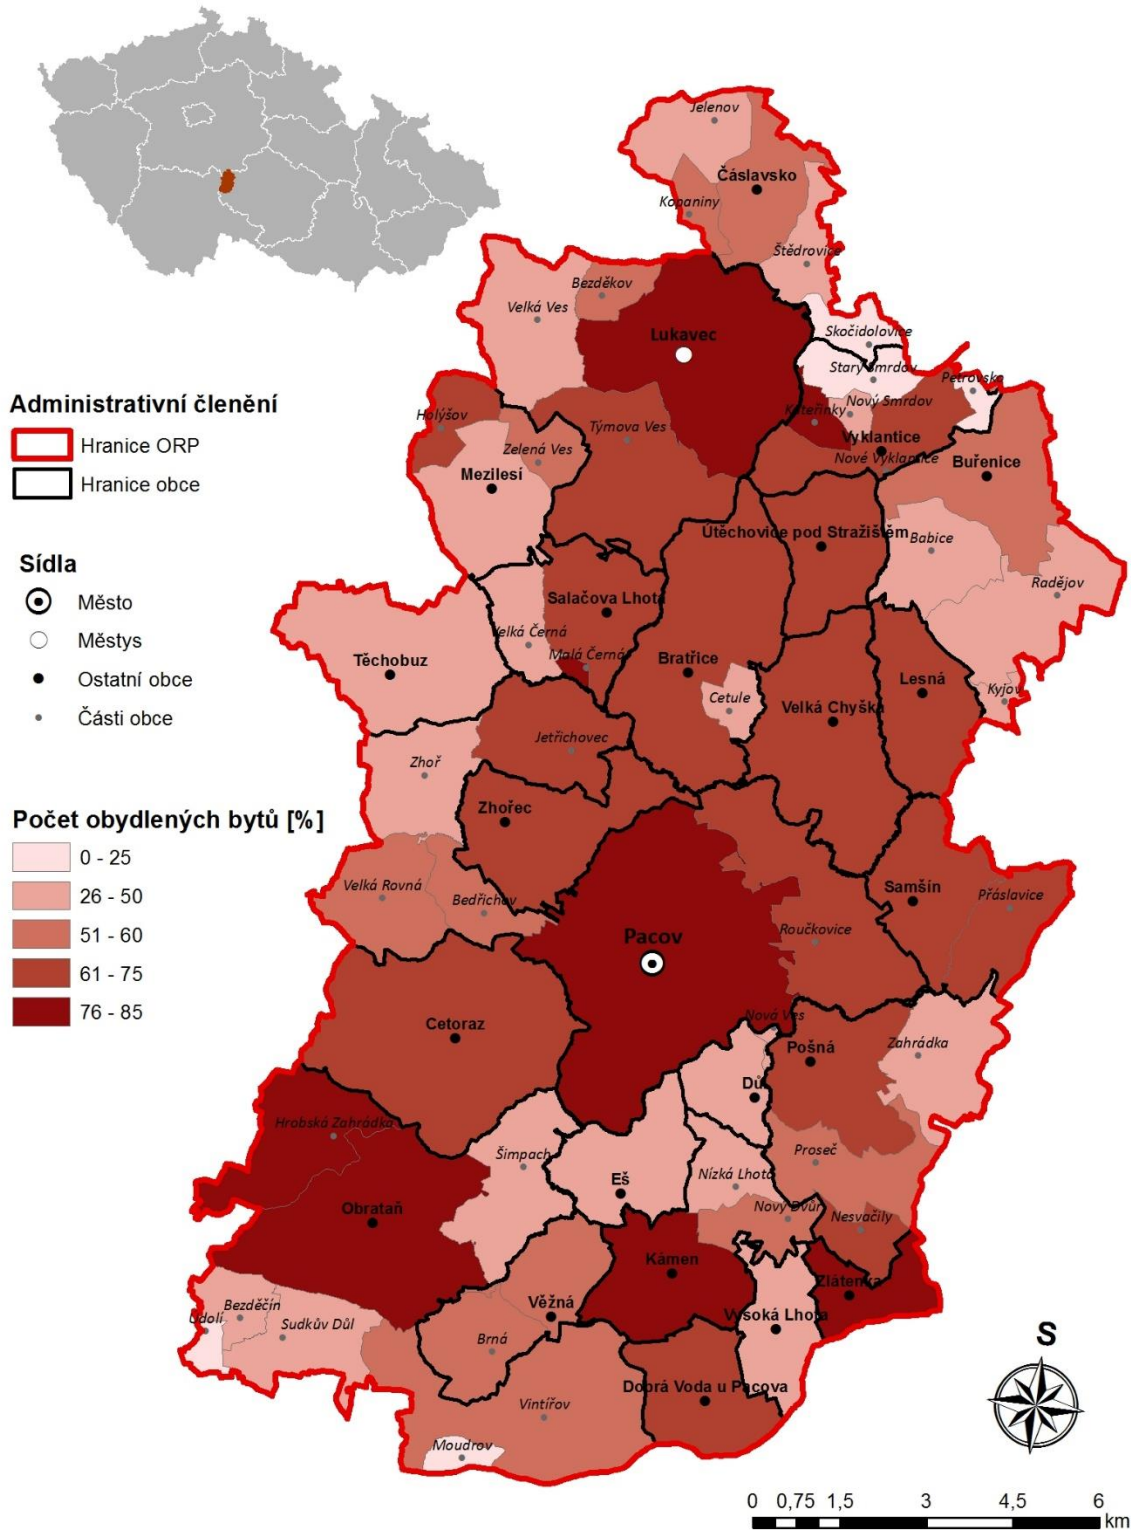 Jelenov
Čáslavsko
Kopaniny
Štědrovice
Bezděkov
Velká Ves
Lukavec
Skočidolovice
Starý Smrdov
Petrovsko
Holýšov
Týmova Ves
Kateřinky
Nový Smrdov
Zelená Ves
Vyklantice
Nové Vyklantice
Buřenice
Mezilesí
Útěchovice pod Stražištěm
Babice
Radějov
Salačova Lhota
Velká Černá
Malá Černá
Těchobuz
Bratřice
Cetule
Velká Chyška
Lesná
Kyjov
Jetřichovec
Zhoř
Zhořec
Velká Rovná
Bedřichov
Samšín
Přáslavice
Pacov
Roučkovice
Nová Ves
Cetoraz
Pošná
Zahrádka
Důl
Hrobská Zahrádka
Šimpach
Proseč
Eš
Nízká Lhota
Obrataň
Nový Dvůr
Nesvačily
Kámen
Zlátenka
Bezděčín
Údolí
Sudkův Důl
Věžná
Vysoká Lhota
Brná
Dobrá Voda u Pacova
Vintířov
Moudrov
Administrativní členění
Hranice ORP
Hranice obce
Sídla
Město
Městys
Ostatní obce
Části obce
Počet obydlených bytů [%]
0 - 25
26 - 50
51 - 60
61 - 75
76 - 85
S
0 0,75 1,5 3 4,5 6
km